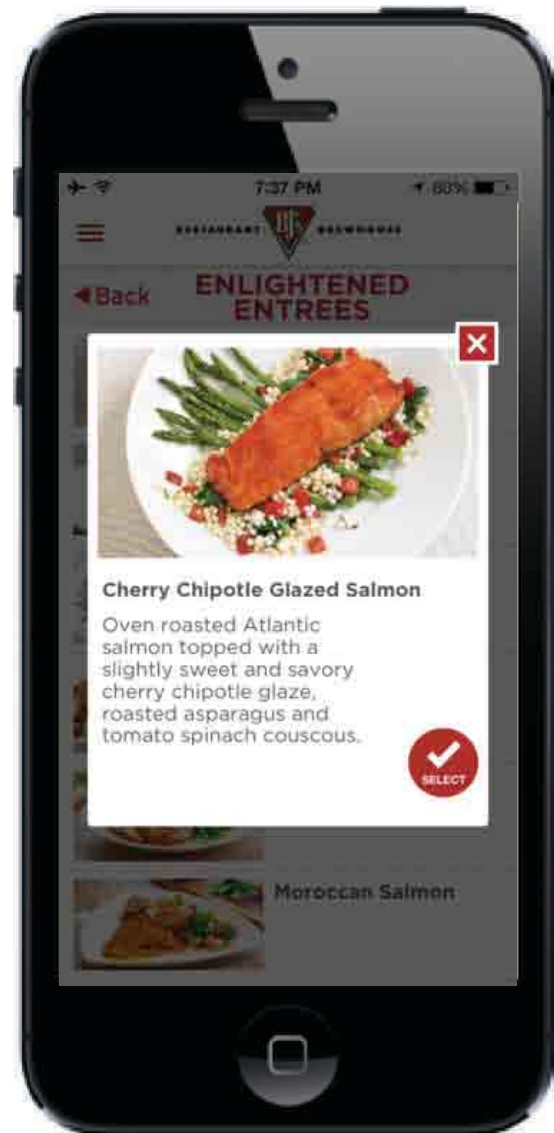 7:37 PM
RESTAURANT BJ's BREWHOUSE
Back
ENLIGHTENED
ENTREES
Cherry Chipotle Glazed Salmon
Oven roasted Atlantic
salmon topped with a
slightly sweet and savory
cherry chipotle glaze,
roasted asparagus and
tomato spinach couscous.
SELECT
Moroccan Salmon